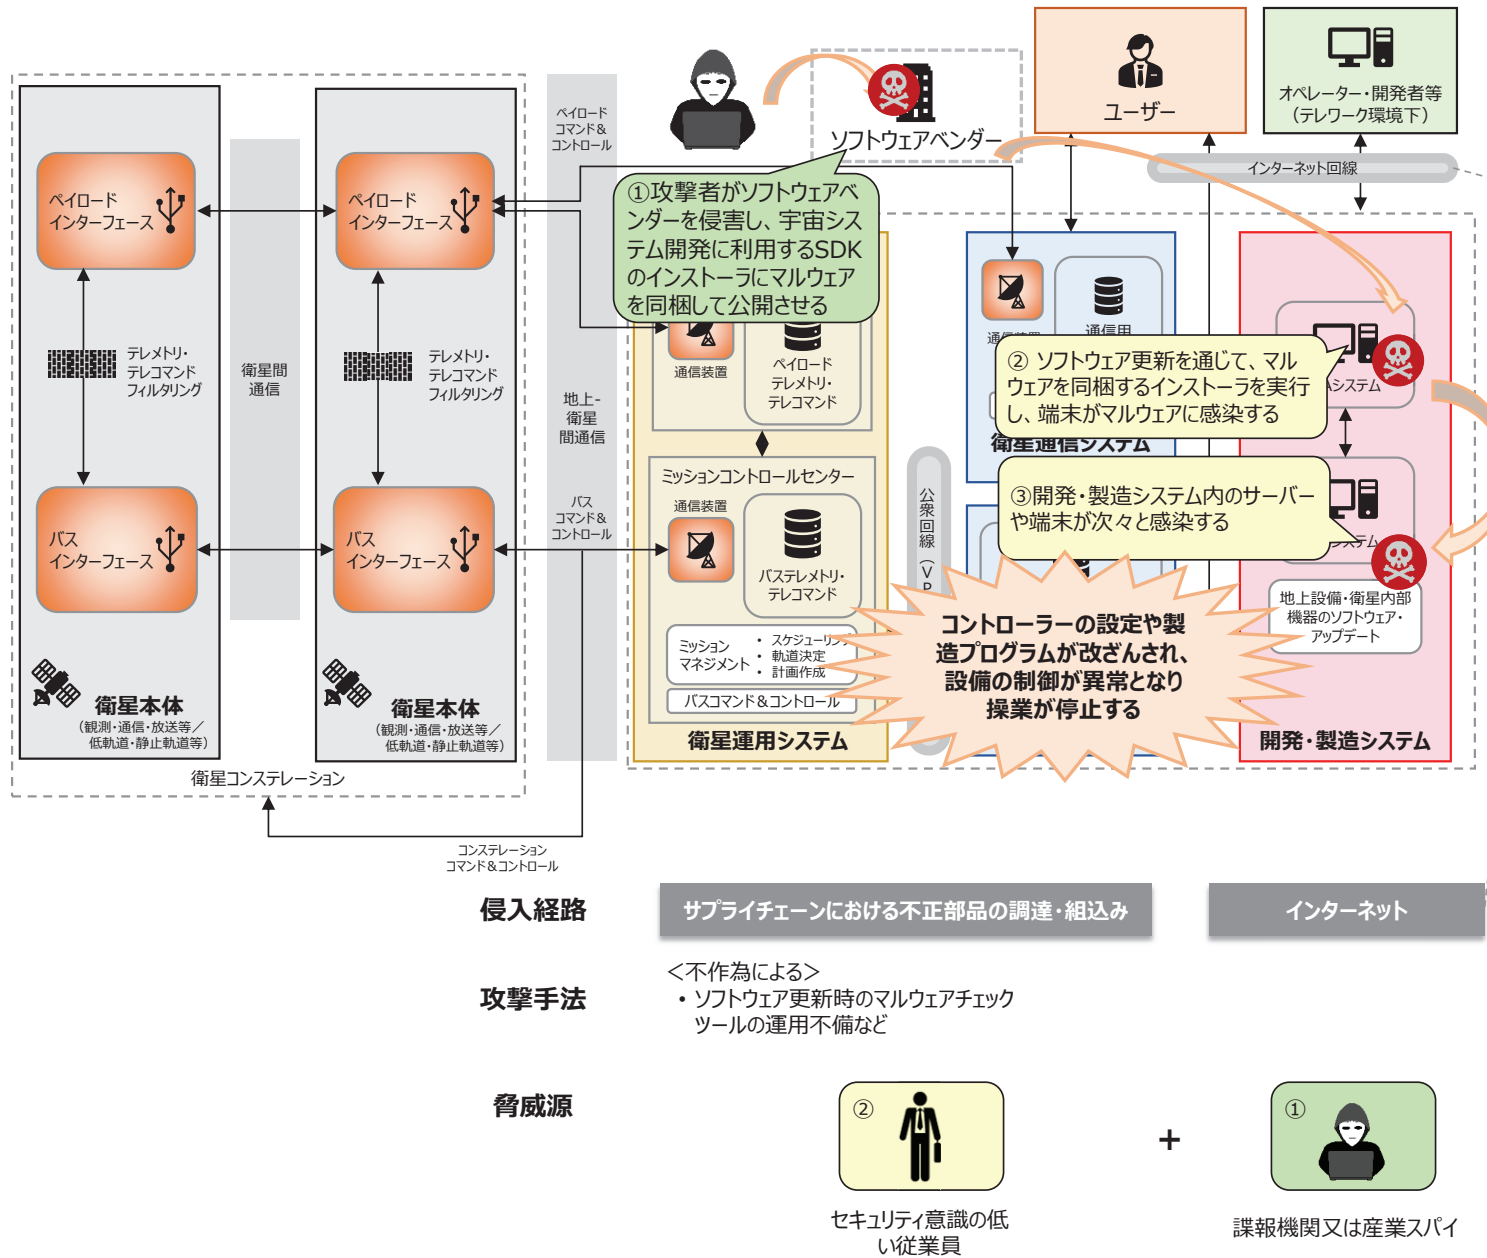 ペイロード
コマンド&
コントロール
ソフトウェアベンダー
ユーザー
オペレーター・開発者等
（テレワーク環境下）
インターネット回線
①攻撃者がソフトウェアベ
ンダーを侵害し、宇宙シス
テム開発に利用するSDK
のインストーラにマルウェア
を同梱して公開させる
ペイロード
インターフェース
ペイロード
インターフェース
テレメトリ・
テレコマンド
フィルタリング
衛星間
通信
テレメトリ・
テレコマンド
フィルタリング
地上-
衛星
間通信
通信装置
ペイロード
テレメトリ・
テレコマンド
通信用
② ソフトウェア更新を通じて、マル
ウェアを同梱するインストーラを実行
し、端末がマルウェアに感染する
システム
衛星通信システム
ミッションコントロールセンター
通信装置
バステレメトリ・
テレコマンド
公衆回線（VP
③開発・製造システム内のサーバー
や端末が次々と感染する
システム
バス
コマンド&
コントロール
バス
インターフェース
バス
インターフェース
地上設備・衛星内部
機器のソフトウェア・
アップデート
ミッション
マネジメント
• スケジューリング
• 軌道決定
• 計画作成
バスコマンド&コントロール
コントローラーの設定や製
造プログラムが改ざんされ、
設備の制御が異常となり
操業が停止する
衛星本体
（観測・通信・放送等／
低軌道・静止軌道等）
衛星本体
（観測・通信・放送等／
低軌道・静止軌道等）
衛星運用システム
開発・製造システム
衛星コンステレーション
コンステレーション
コマンド&コントロール
侵入経路
サプライチェーンにおける不正部品の調達・組込み
インターネット
攻撃手法
＜不作為による＞
• ソフトウェア更新時のマルウェアチェック
ツールの運用不備など
脅威源
②
+
①
セキュリティ意識の低
い従業員
諜報機関又は産業スパイ